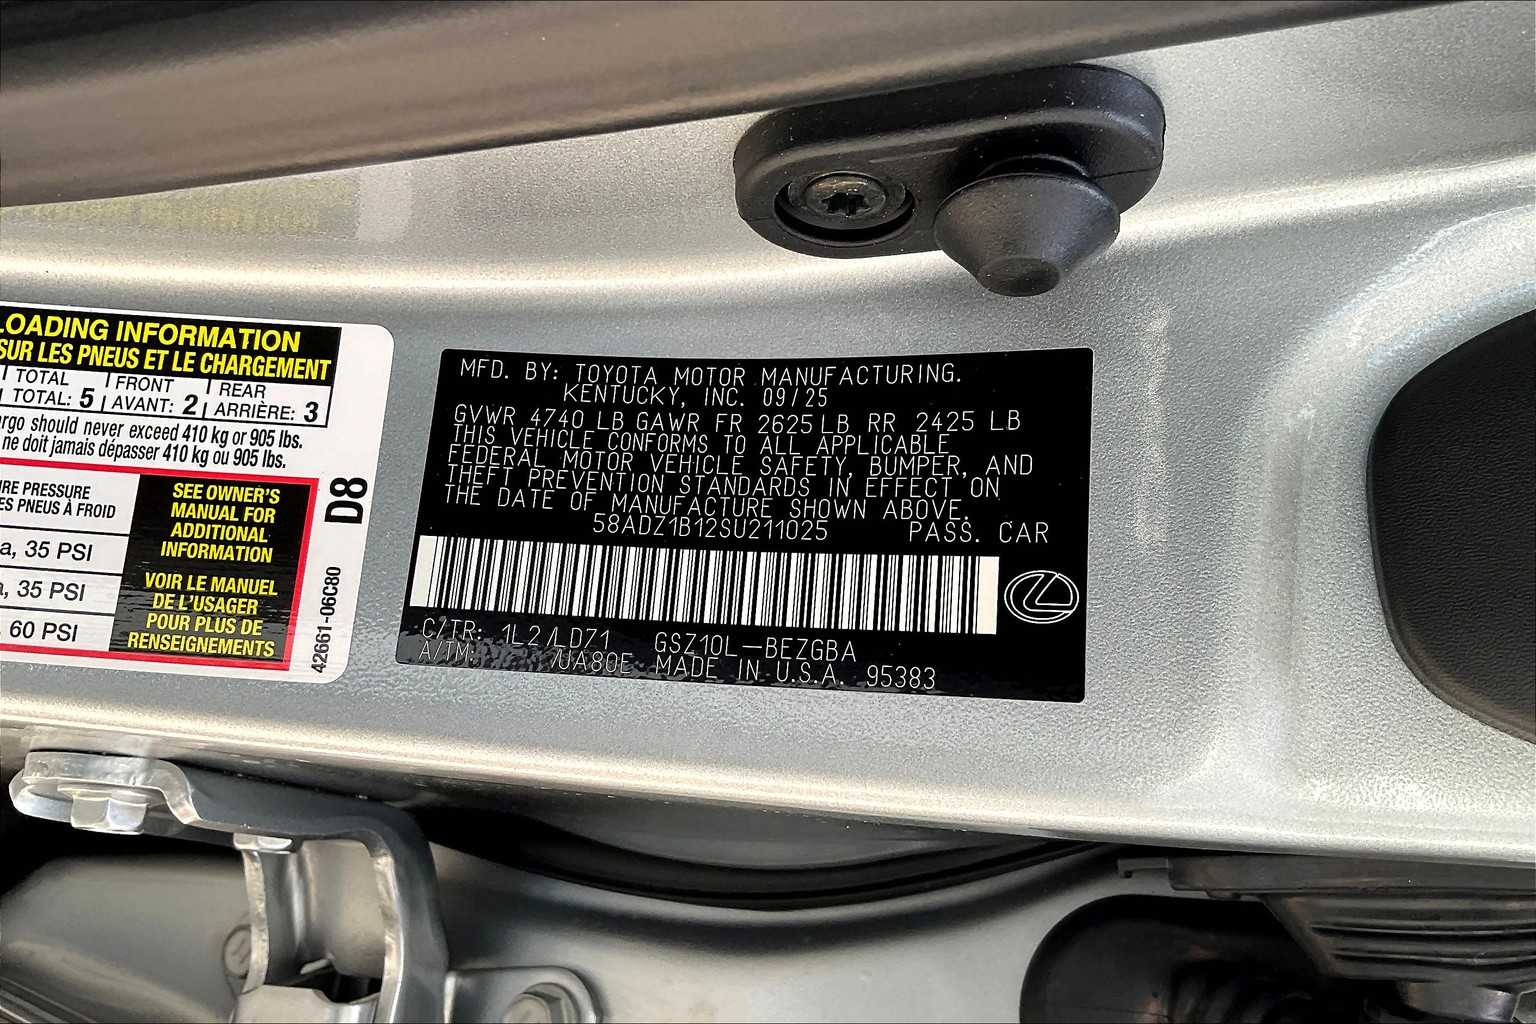 LOADING INFORMATION
SUR LES PNEUS ET LE CHARGEMENT
TOTAL FRONT REAR
TOTAL: 5 AVANT: 2 ARRIÈRE: 3
should never exceed 410 kg or 905 lbs.
ne doit jamais dépasser 410 kg ou 905 lbs.
PRESSURE
PNEUS À FROID
35 PSI
35 PSI
60 PSI
SEE OWNER'S
MANUAL FOR
ADDITIONAL
INFORMATION
VOIR LE MANUEL
DE L'USAGER
POUR PLUS DE
RENSEIGNEMENTS
D8
42661-06C80
MFD. BY: TOYOTA MOTOR MANUFACTURING.
KENTUCKY, INC. 09/25
GVWR 4740 LB GAWR FR 2625 LB RR 2425 LB
THIS VEHICLE CONFORMS TO ALL APPLICABLE
FEDERAL MOTOR VEHICLE SAFETY, BUMPER, AND
THEFT PREVENTION STANDARDS IN EFFECT ON
THE DATE OF MANUFACTURE SHOWN ABOVE.
58ADZ1B12SU211025 PASS. CAR
C/TR: 1L2/LDZ1 GSZ10L-BEZGBA
A/TM: /UA80E MADE IN U.S.A. 95383